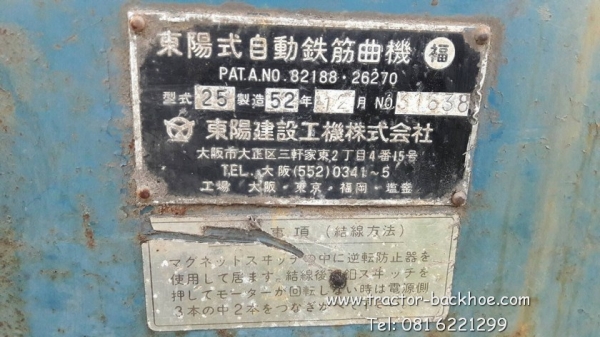 東陽式自動鉄筋曲機 福
PAT.A.NO. 82188・26270
型式 25 製造 52年 12月 NO. 31638
東陽建設工機株式会社
大阪市大正区三軒家東2丁目4番15号
TEL. 大阪(552)0341~5
工場 大阪・東京・福岡・塩釜
事項 (結線方法)
マグネットスヰッチの中に逆転防止器を
使用して居ます。結線後 スヰッチを
押してモーターが回転しない時は電源側
3本の中2本をつなぎか
www.tractor-backhoe.com
Tel: 081 6221299